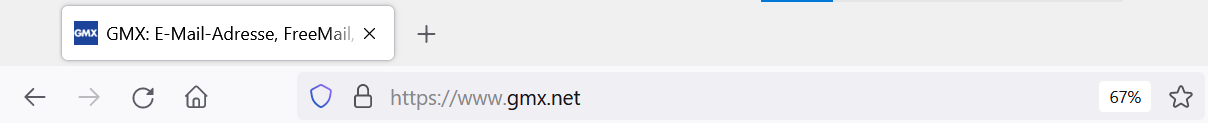 GMX GMX: E-Mail-Adresse, FreeMail,
https://www.gmx.net 67%